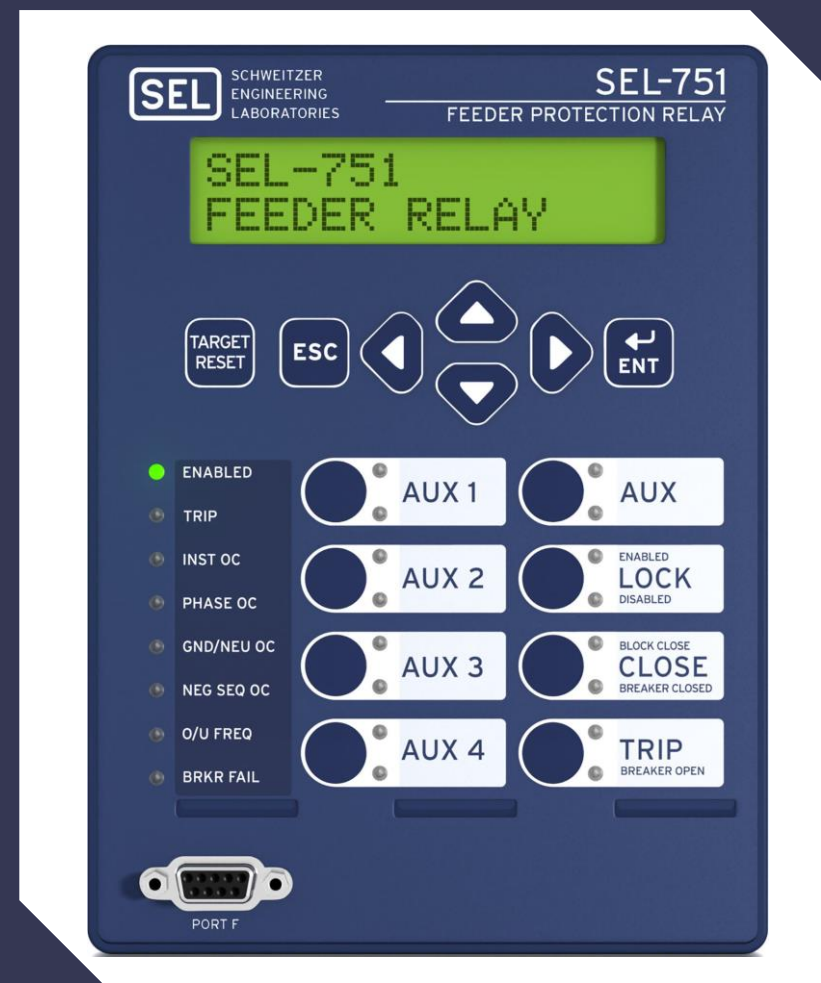 SEL
SCHWEITZER
ENGINEERING
LABORATORIES
SEL-751
FEEDER PROTECTION RELAY
SEL-751
FEEDER RELAY
TARGET
RESET
ESC
ENT
ENABLED
TRIP
INST OC
PHASE OC
GND/NEU OC
NEG SEQ OC
O/U FREQ
BRKR FAIL
AUX 1
AUX 2
AUX 3
AUX 4
AUX
ENABLED
LOCK
DISABLED
BLOCK CLOSE
CLOSE
BREAKER CLOSED
TRIP
BREAKER OPEN
PORT F